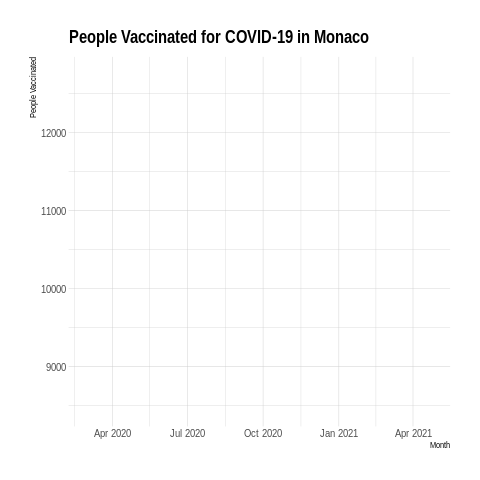 People Vaccinated for COVID-19 in Monaco
People Vaccinated
12000
11000
10000
9000
Apr 2020 Jul 2020 Oct 2020 Jan 2021 Apr 2021
Month